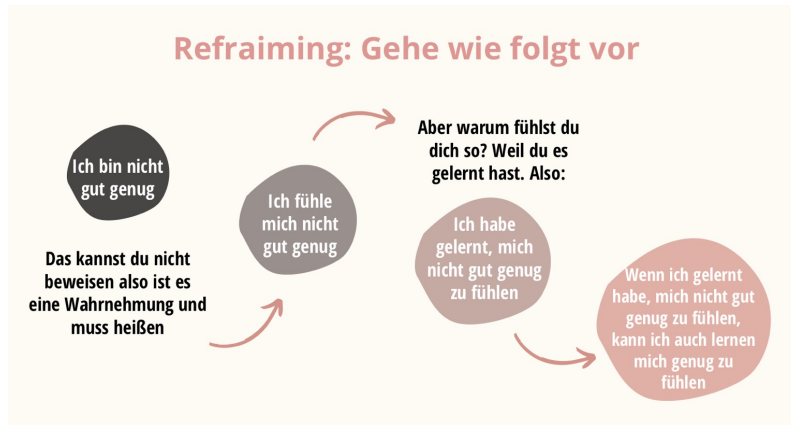 Refraiming: Gehe wie folgt vor
Ich bin nicht
gut genug
Das kannst du nicht
beweisen also ist es
eine Wahrnehmung und
muss heißen
Ich fühle
mich nicht
gut genug
Aber warum fühlst du
dich so? Weil du es
gelernt hast. Also:
Ich habe
gelernt, mich
nicht gut genug
zu fühlen
Wenn ich gelernt
habe, mich nicht gut
genug zu fühlen,
kann ich auch lernen
mich genug zu
fühlen